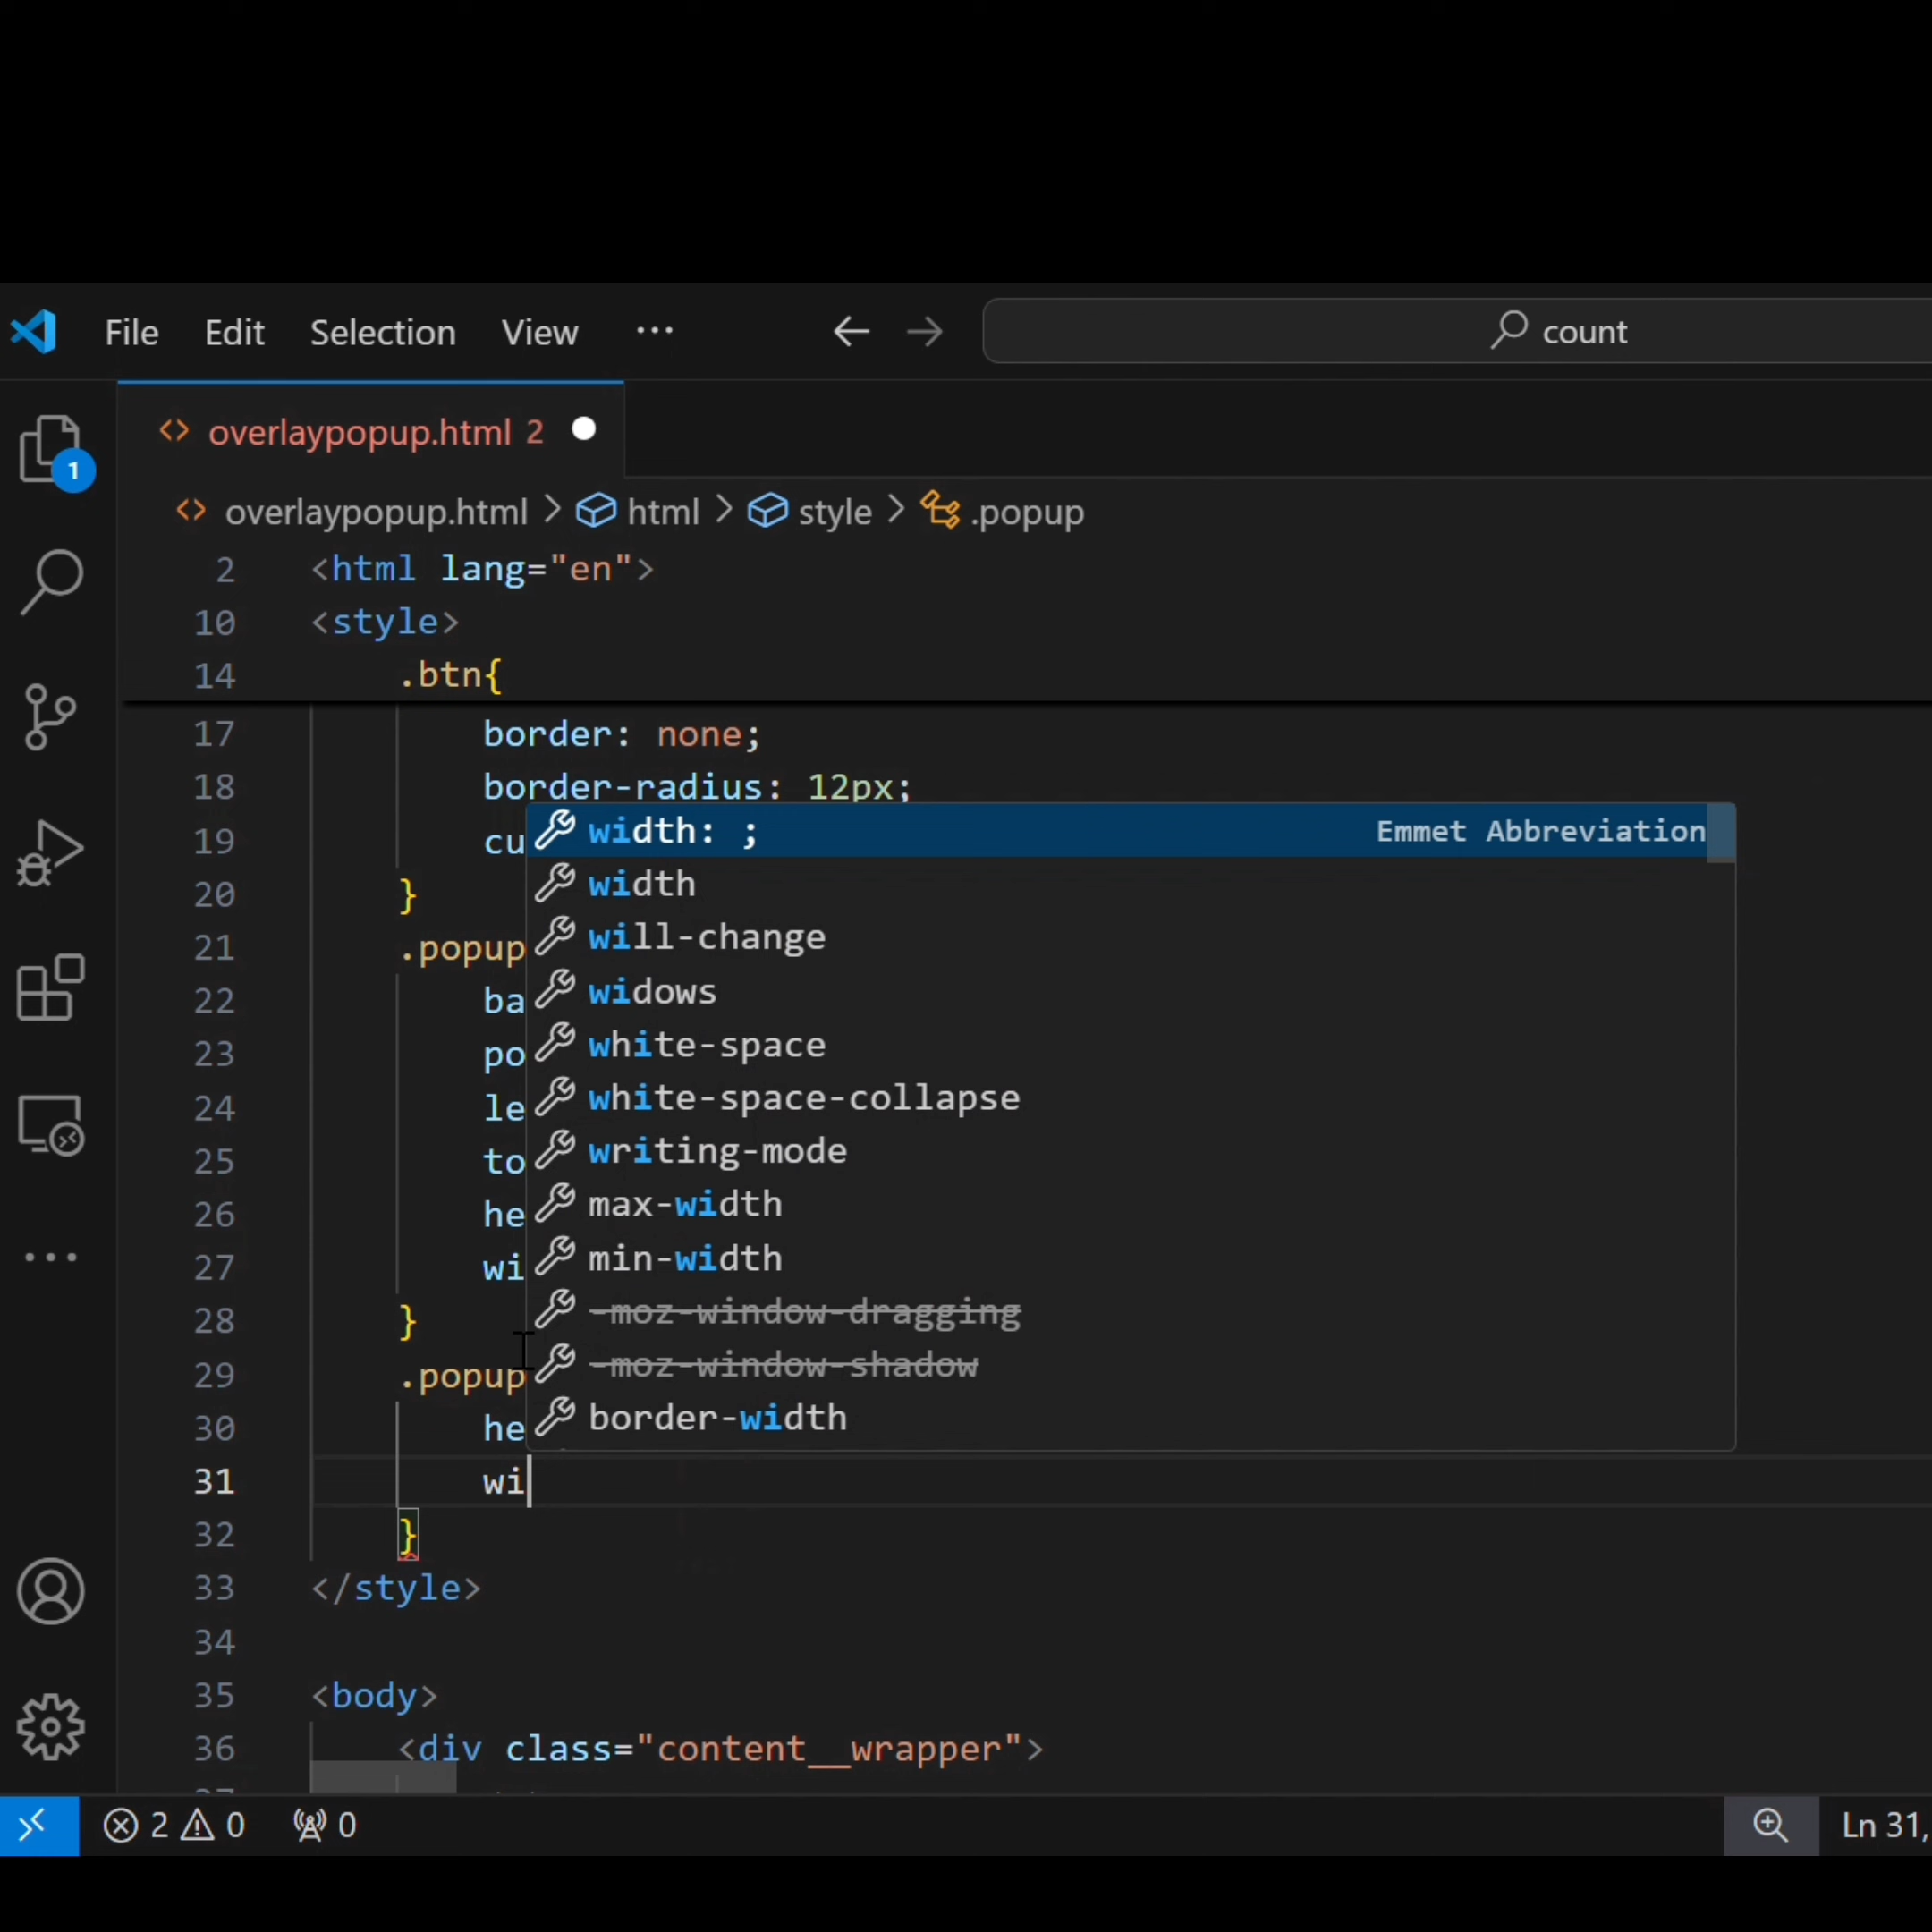 File Edit Selection View ··· count
overlaypopup.html 2
1
overlaypopup.html > html > style > .popup
2 <html lang="en">
10 <style>
14 .btn{
17 border: none;
18 border-radius: 12px;
19 cu
width: ; Emmet Abbreviation
20 }
width
will-change
21 .popup
widows
22 ba
white-space
23 po
white-space-collapse
24 le
writing-mode
25 to
max-width
26 he
min-width
27 wi
-moz-window-dragging
28 }
-moz-window-shadow
29 .popup
border-width
30 he
31 wi
32 }
33 </style>
34
35 <body>
36 <div class="content__wrapper">
2 0 0 Ln 31,